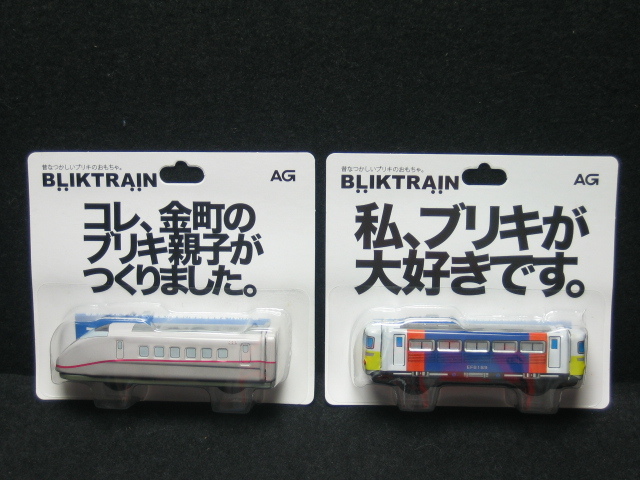 昔なつかしいブリキのおもちゃ。
BLIKTRAIN
AG
コレ、金町の
ブリキ親子が
つくりました。
昔なつかしいブリキのおもちゃ。
BLIKTRAIN
AG
私、ブリキが
大好きです。